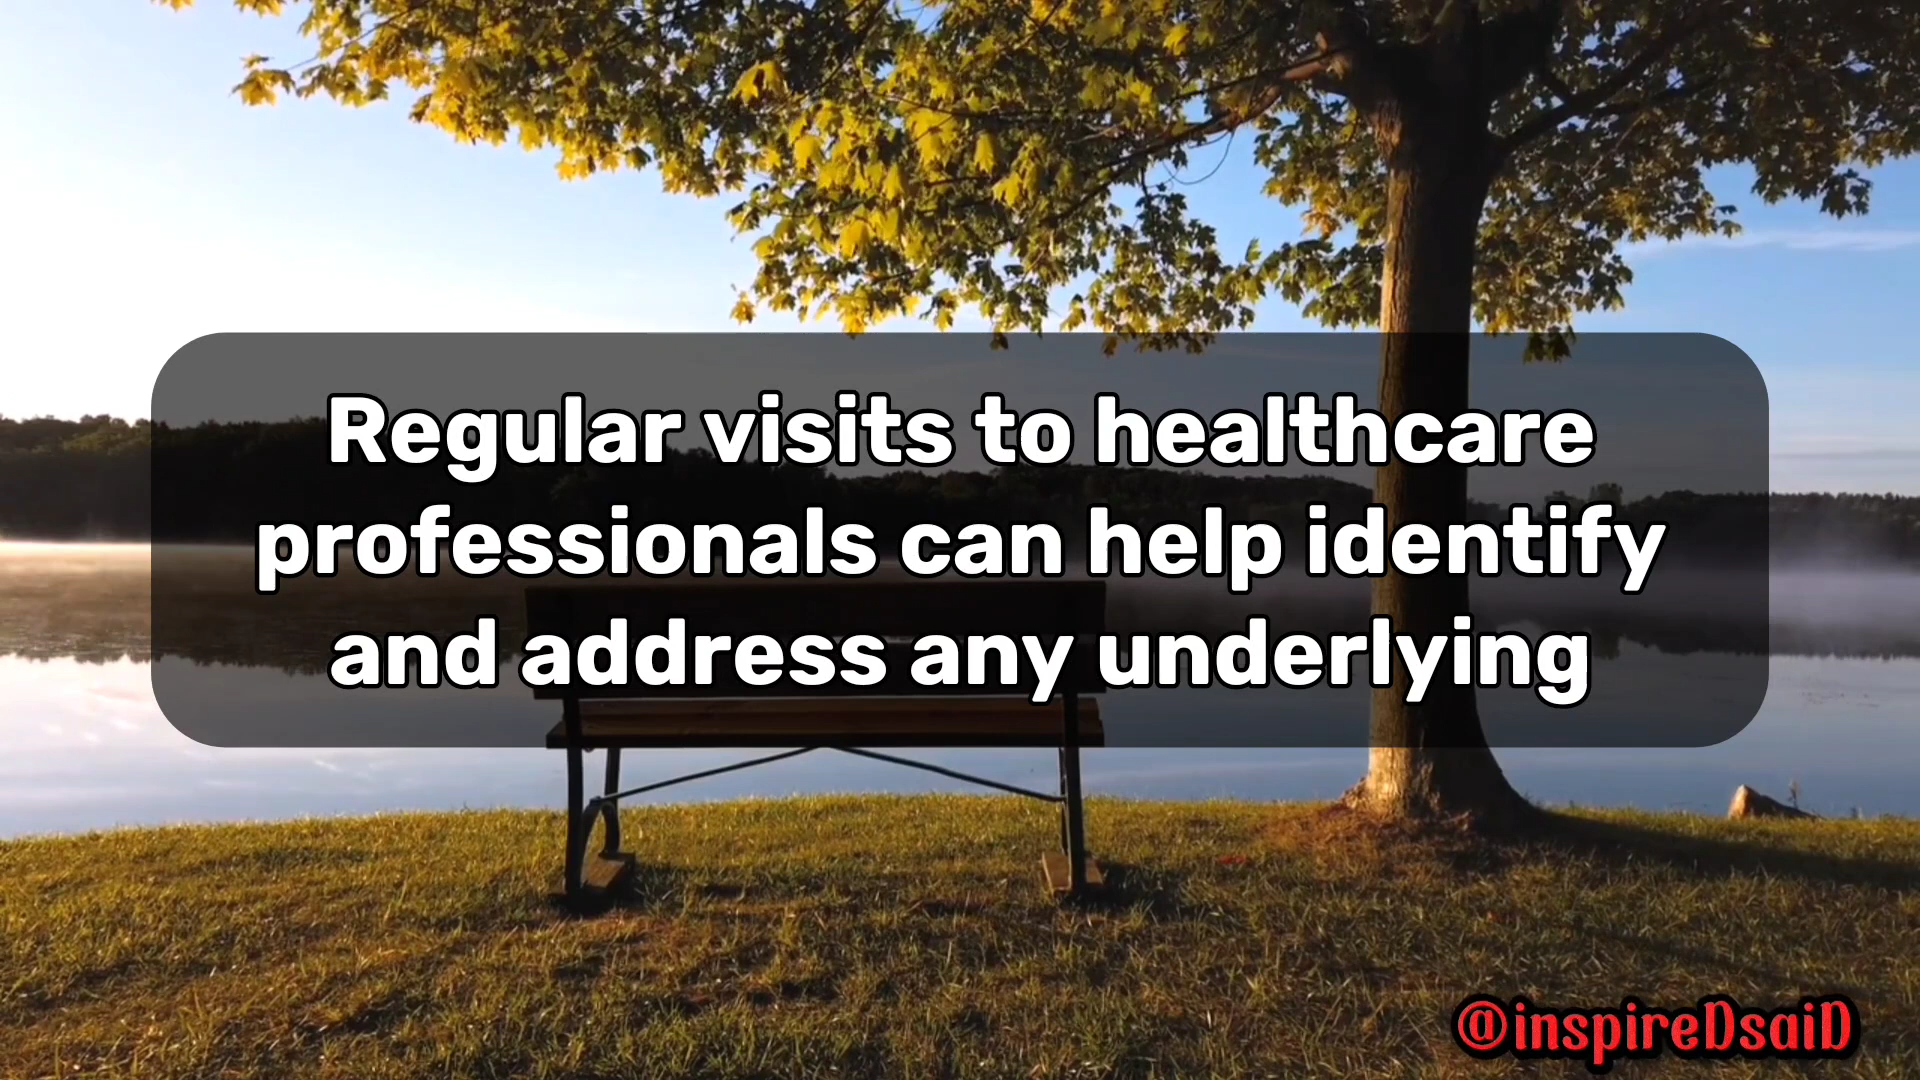 Regular visits to healthcare
professionals can help identify
and address any underlying
@inspireDsaiD